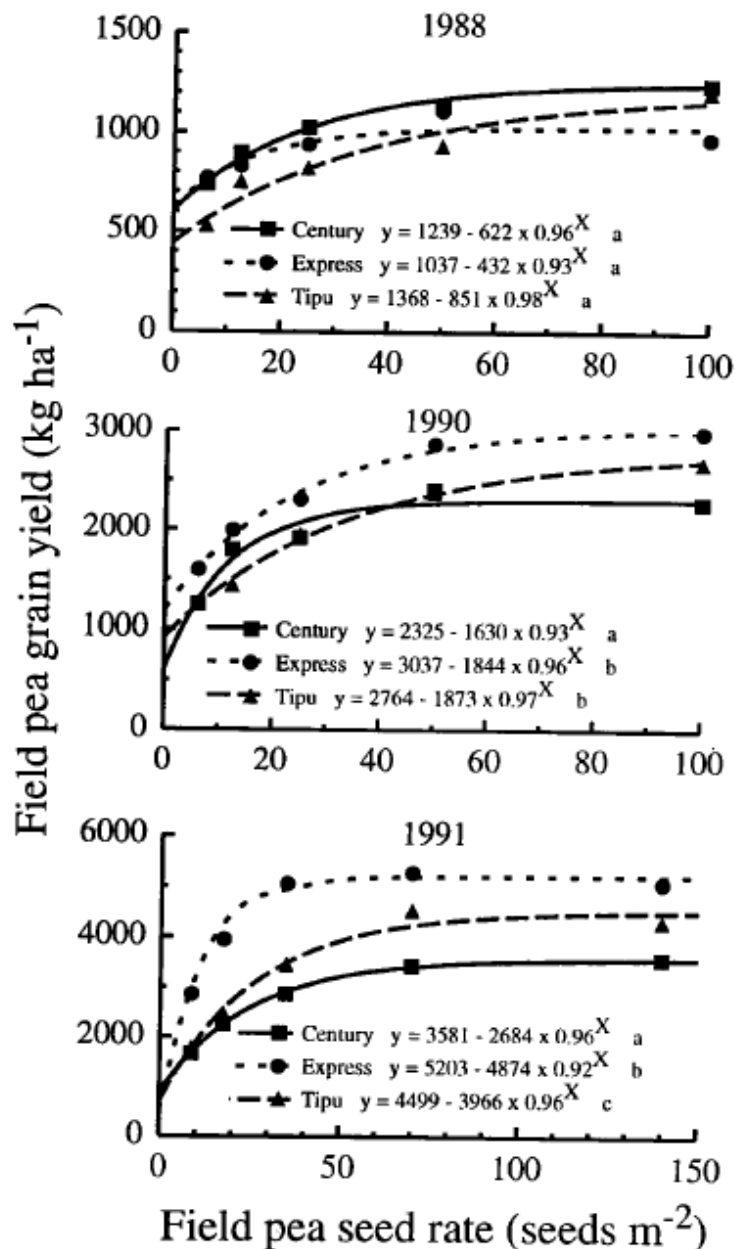 Field pea grain yield (kg ha-1)
1988
1500
1000
500
0
Century y = 1239 - 622 x 0.96X a
Express y = 1037 - 432 x 0.93X a
Tipu y = 1368 - 851 x 0.98X a
0 20 40 60 80 100
1990
3000
2000
1000
0
Century y = 2325 - 1630 x 0.93X a
Express y = 3037 - 1844 x 0.96X b
Tipu y = 2764 - 1873 x 0.97X b
0 20 40 60 80 100
1991
6000
4000
2000
0
Century y = 3581 - 2684 x 0.96X a
Express y = 5203 - 4874 x 0.92X b
Tipu y = 4499 - 3966 x 0.96X c
0 50 100 150
Field pea seed rate (seeds m-2)